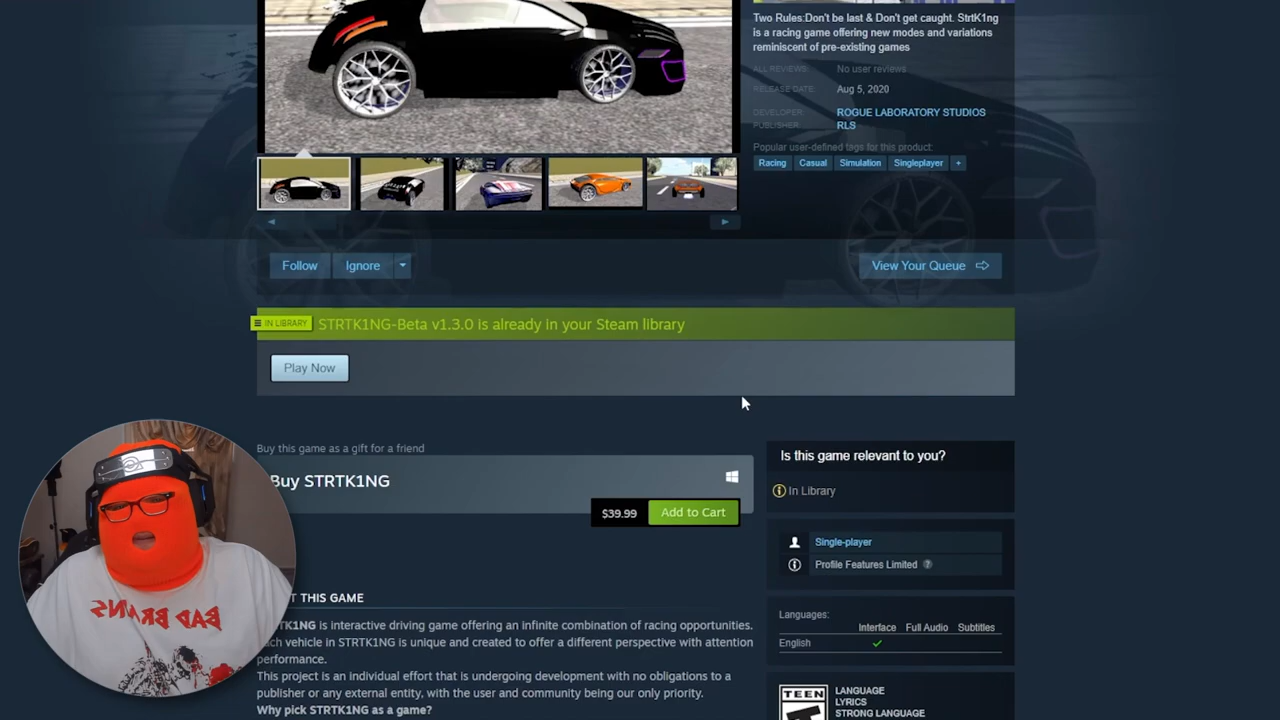 Two Rules:Don't be last & Don't get caught. StrtK1ng
is a racing game offering new modes and variations
reminiscent of pre-existing games
ALL REVIEWS: No user reviews
RELEASE DATE: Aug 5, 2020
DEVELOPER: ROGUE LABORATORY STUDIOS
PUBLISHER: RLS
Popular user-defined tags for this product:
Racing Casual Simulation Singleplayer +
Follow Ignore
View Your Queue
IN LIBRARY STRTK1NG-Beta v1.3.0 is already in your Steam library
Play Now
Buy this game as a gift for a friend
Buy STRTK1NG
$39.99 Add to Cart
Is this game relevant to you?
In Library
Single-player
Profile Features Limited ?
Languages:
Interface Full Audio Subtitles
English
TEEN
LANGUAGE
LYRICS
STRONG LANGUAGE
THIS GAME
TK1NG is interactive driving game offering an infinite combination of racing opportunities.
ch vehicle in STRTK1NG is unique and created to offer a different perspective with attention
performance.
This project is an individual effort that is undergoing development with no obligations to a
publisher or any external entity, with the user and community being our only priority.
Why pick STRTK1NG as a game?
BAD BRAINS